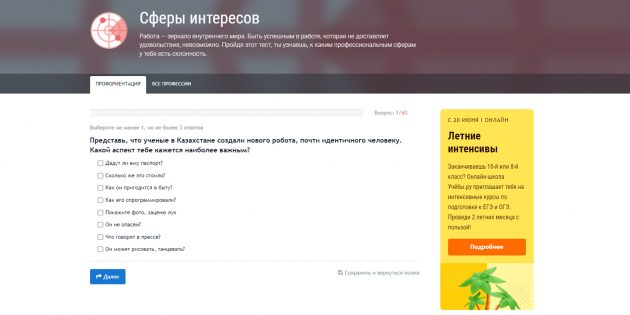 Сферы интересов
Работа — зеркало внутреннего мира. Быть успешным в работе, которая не доставляет
удовольствия, невозможно. Пройдя этот тест, ты узнаешь, к каким профессиональным сферам
у тебя есть склонность.
ПРОФОРИЕНТАЦИЯ ВСЕ ПРОФЕССИИ
Вопрос: 1/60
Выберите не менее 1, но не более 3 ответов
Представь, что ученые в Казахстане создали нового робота, почти идентичного человеку.
Какой аспект тебе кажется наиболее важным?
Дадут ли ему паспорт?
Сколько же это стоило?
Как он пригодится в быту?
Как его спрограммировали?
Покажите фото, заценю лук
Он не опасен?
Что говорят в прессе?
Он может рисовать, танцевать?
Далее
Сохранить и вернуться позже
С 20 ИЮНЯ | ОНЛАЙН
Летние
интенсивы
Заканчиваешь 10-й или 8-й
класс? Онлайн-школа
Учёбы.ру приглашает тебя на
интенсивные курсы по
подготовке к ЕГЭ и ОГЭ.
Проведи 2 летних месяца с
пользой!
Подробнее